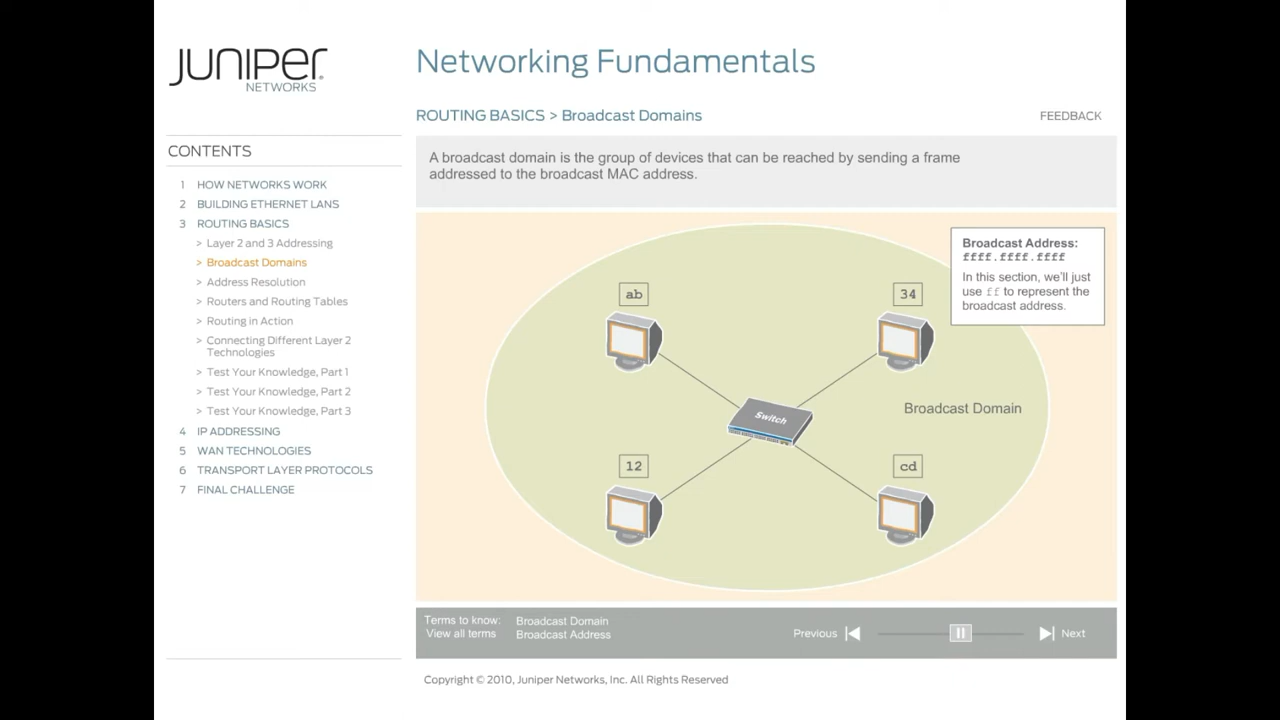 JUNIPER
NETWORKS
Networking Fundamentals
ROUTING BASICS > Broadcast Domains
FEEDBACK
CONTENTS
1 HOW NETWORKS WORK
2 BUILDING ETHERNET LANS
3 ROUTING BASICS
> Layer 2 and 3 Addressing
> Broadcast Domains
> Address Resolution
> Routers and Routing Tables
> Routing in Action
> Connecting Different Layer 2
Technologies
> Test Your Knowledge, Part 1
> Test Your Knowledge, Part 2
> Test Your Knowledge, Part 3
4 IP ADDRESSING
5 WAN TECHNOLOGIES
6 TRANSPORT LAYER PROTOCOLS
7 FINAL CHALLENGE
A broadcast domain is the group of devices that can be reached by sending a frame
addressed to the broadcast MAC address.
Broadcast Address:
ffff.ffff.ffff
In this section, we'll just
use ff to represent the
broadcast address.
ab
34
Switch
Broadcast Domain
12
cd
Terms to know: Broadcast Domain
View all terms Broadcast Address
Previous
Next
Copyright © 2010, Juniper Networks, Inc. All Rights Reserved